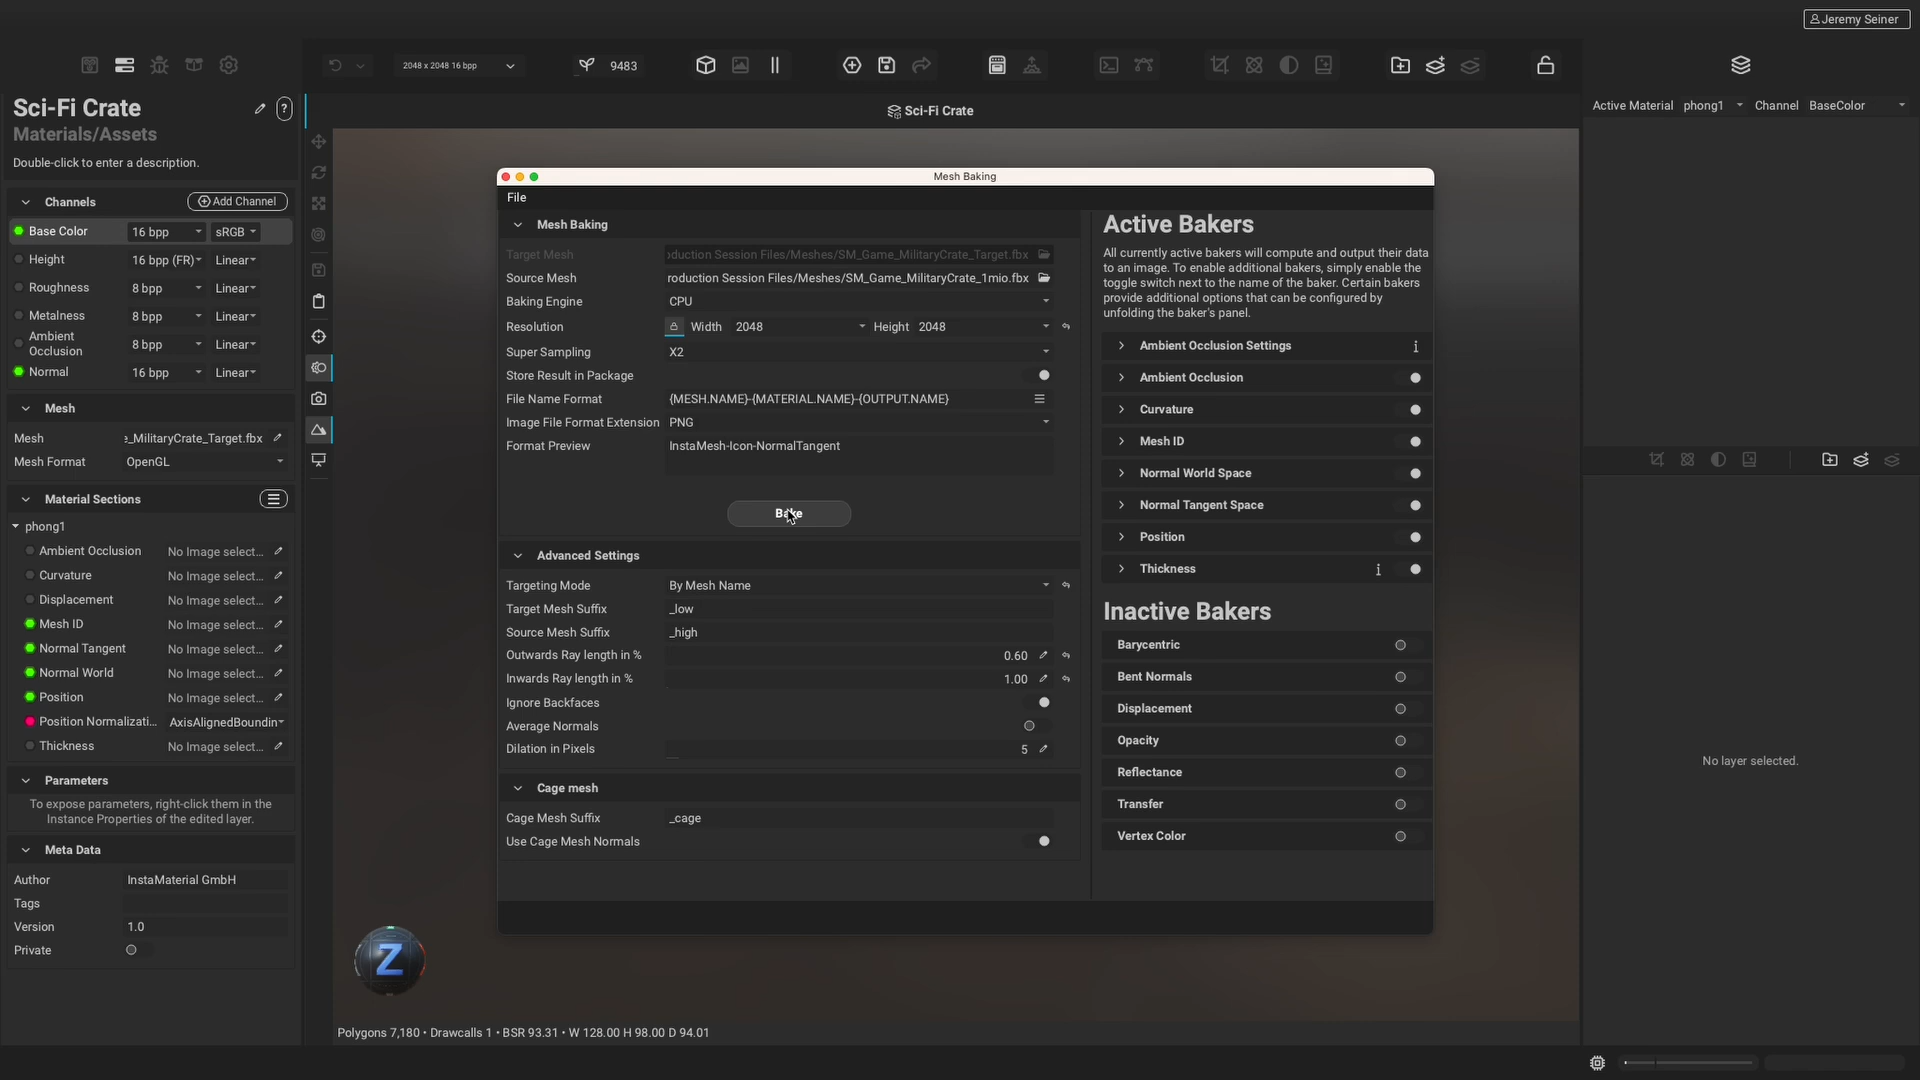 Jeremy Seiner
2048 x 2048 16 bpp
9483
Sci-Fi Crate
Materials/Assets
Double-click to enter a description.
?
Channels
Add Channel
Base Color 16 bpp sRGB
Height 16 bpp (FR) Linear
Roughness 8 bpp Linear
Metalness 8 bpp Linear
Ambient Occlusion 8 bpp Linear
Normal 16 bpp Linear
Mesh
Mesh e_MilitaryCrate_Target.fbx
Mesh Format OpenGL
Material Sections
phong1
Ambient Occlusion No Image select...
Curvature No Image select...
Displacement No Image select...
Mesh ID No Image select...
Normal Tangent No Image select...
Normal World No Image select...
Position No Image select...
Position Normalizati... AxisAlignedBoundin
Thickness No Image select...
Parameters
To expose parameters, right-click them in the
Instance Properties of the edited layer.
Meta Data
Author InstaMaterial GmbH
Tags
Version 1.0
Private
Sci-Fi Crate
Mesh Baking
File
Mesh Baking
Target Mesh oduction Session Files/Meshes/SM_Game_MilitaryCrate_Target.fbx
Source Mesh roduction Session Files/Meshes/SM_Game_MilitaryCrate_1mio.fbx
Baking Engine CPU
Resolution Width 2048 Height 2048
Super Sampling X2
Store Result in Package
File Name Format {MESH.NAME}-{MATERIAL.NAME}-{OUTPUT.NAME}
Image File Format Extension PNG
Format Preview InstaMesh-Icon-NormalTangent
Bake
Advanced Settings
Targeting Mode By Mesh Name
Target Mesh Suffix _low
Source Mesh Suffix _high
Outwards Ray length in % 0.60
Inwards Ray length in % 1.00
Ignore Backfaces
Average Normals
Dilation in Pixels 5
Cage mesh
Cage Mesh Suffix _cage
Use Cage Mesh Normals
Active Bakers
All currently active bakers will compute and output their data
to an image. To enable additional bakers, simply enable the
toggle switch next to the name of the baker. Certain bakers
provide additional options that can be configured by
unfolding the baker's panel.
Ambient Occlusion Settings
Ambient Occlusion
Curvature
Mesh ID
Normal World Space
Normal Tangent Space
Position
Thickness
Inactive Bakers
Barycentric
Bent Normals
Displacement
Opacity
Reflectance
Transfer
Vertex Color
Z
Polygons 7,180 • Drawcalls 1 • BSR 93.31 • W 128.00 H 98.00 D 94.01
Active Material phong1 Channel BaseColor
No layer selected.